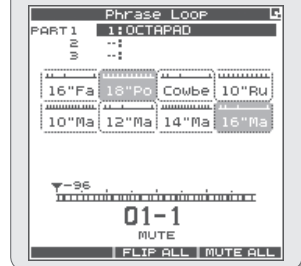 Phrase Loop
PART1 1:OCTAPAD
2 --:
3 --:
16"Fa 18"Po Cowbe 10"Ru
10"Ma 12"Ma 14"Ma 16"Ma
-96
01-1
MUTE
FLIP ALL MUTE ALL